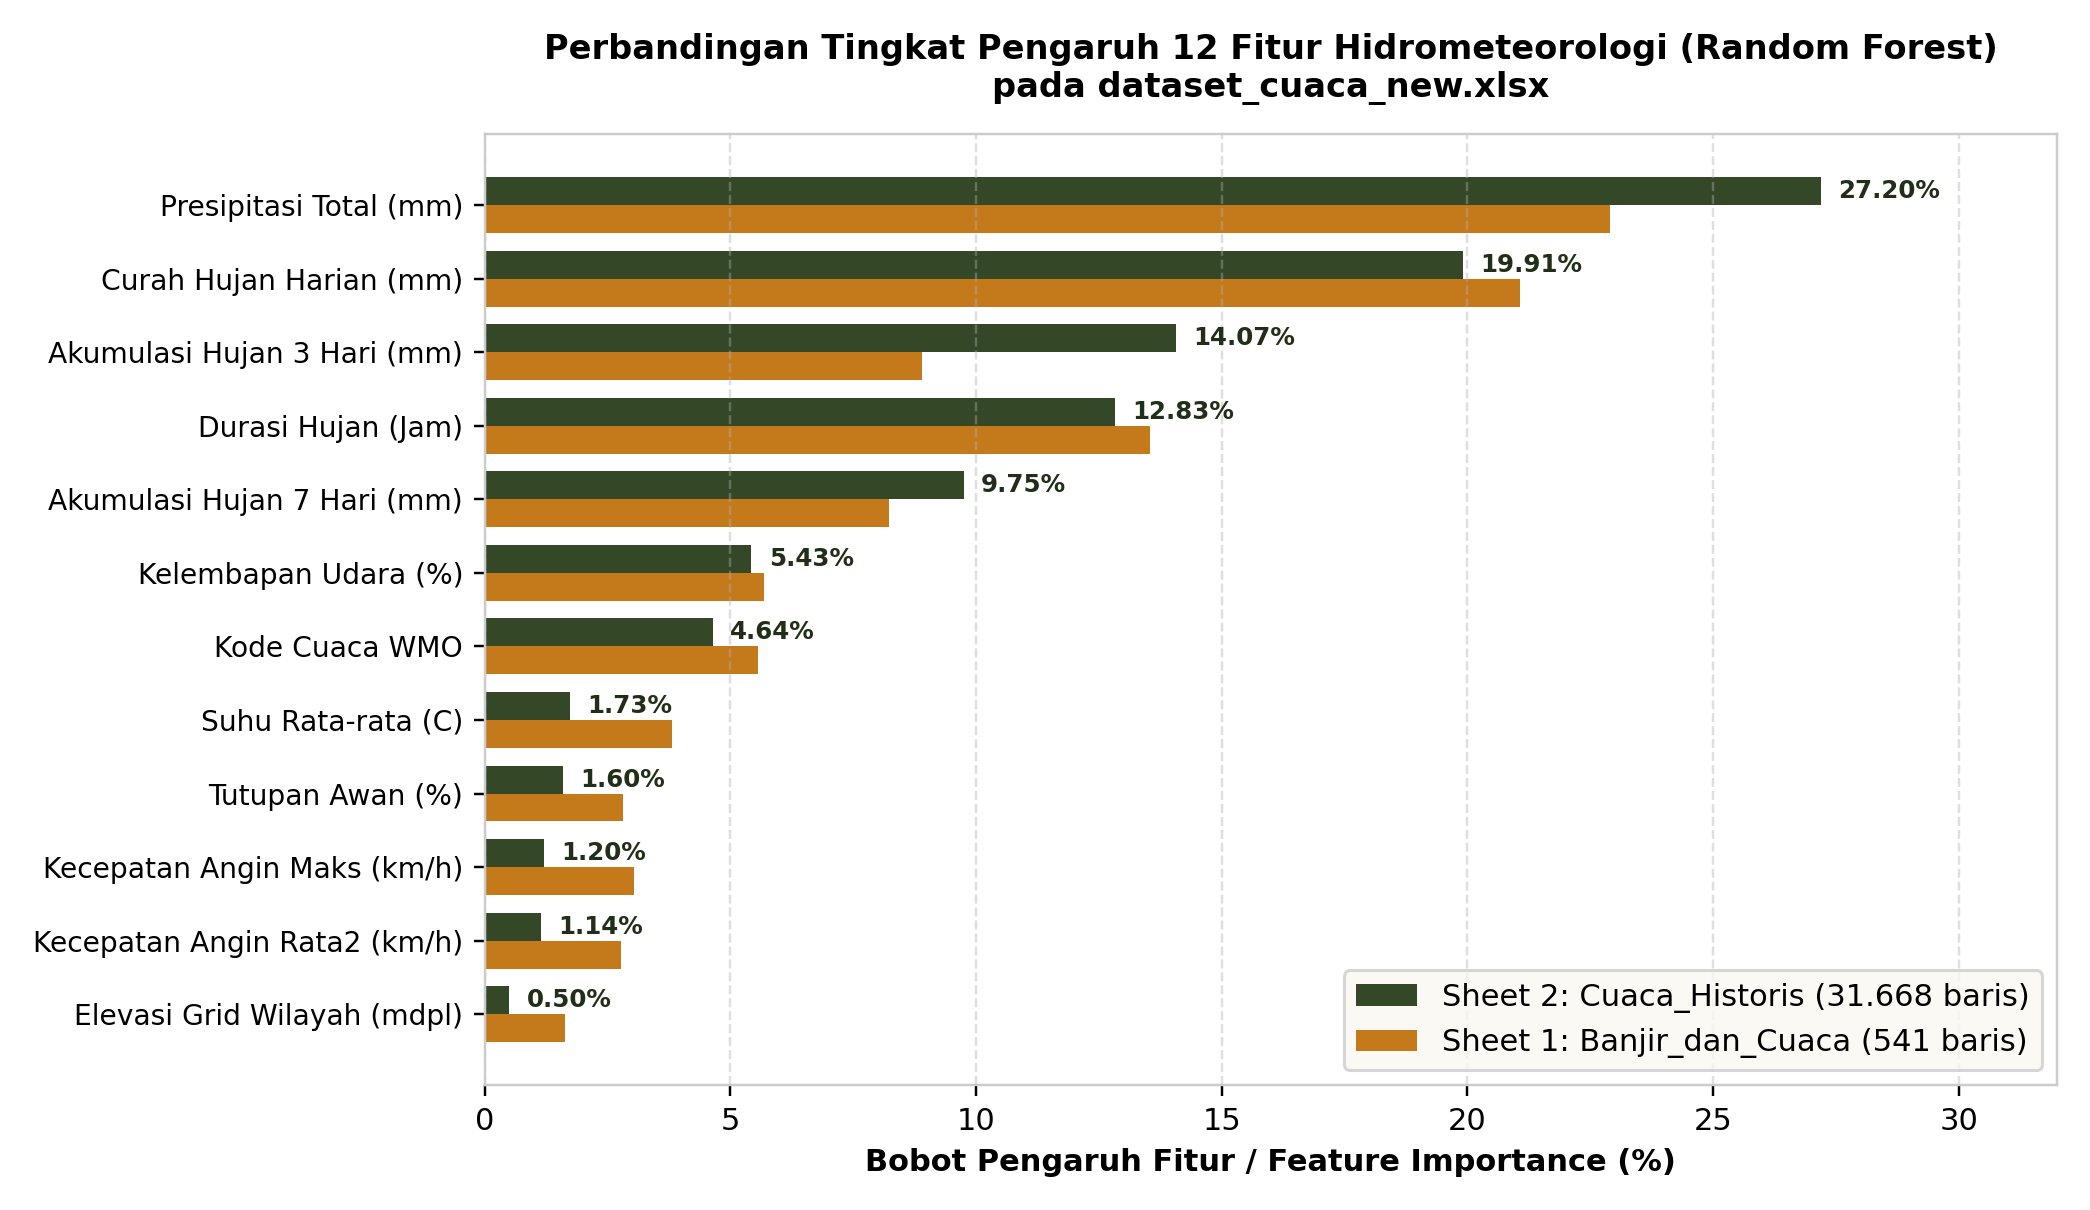 Perbandingan Tingkat Pengaruh 12 Fitur Hidrometeorologi (Random Forest)
pada dataset_cuaca_new.xlsx
Presipitasi Total (mm)
27.20%
Curah Hujan Harian (mm)
19.91%
Akumulasi Hujan 3 Hari (mm)
14.07%
Durasi Hujan (Jam)
12.83%
Akumulasi Hujan 7 Hari (mm)
9.75%
Kelembapan Udara (%)
5.43%
Kode Cuaca WMO
4.64%
Suhu Rata-rata (C)
1.73%
Tutupan Awan (%)
1.60%
Kecepatan Angin Maks (km/h)
1.20%
Kecepatan Angin Rata2 (km/h)
1.14%
Elevasi Grid Wilayah (mdpl)
0.50%
Sheet 2: Cuaca_Historis (31.668 baris)
Sheet 1: Banjir_dan_Cuaca (541 baris)
0 5 10 15 20 25 30
Bobot Pengaruh Fitur / Feature Importance (%)